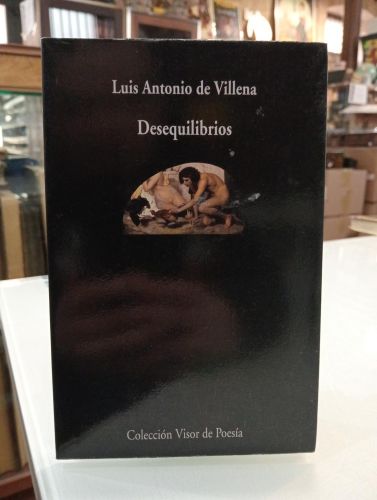 Luis Antonio de Villena
Desequilibrios
Colección Visor de Poesía